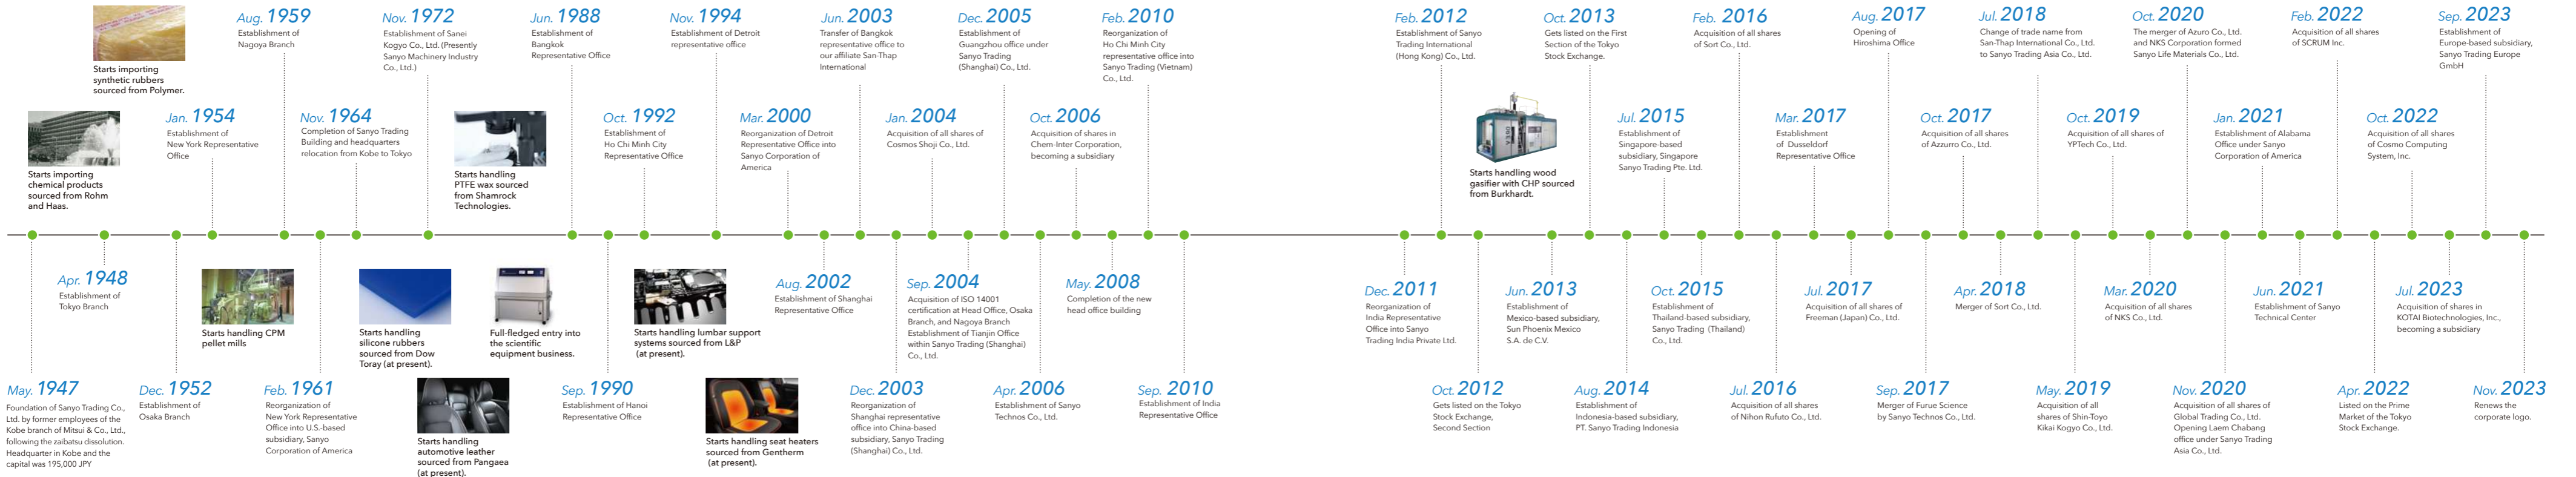 Starts importing
synthetic rubbers
sourced from Polymer.
Aug. 1959
Establishment of
Nagoya Branch
Nov. 1972
Establishment of Sanei
Kogyo Co., Ltd. (Presently
Sanyo Machinery Industry
Co., Ltd.)
Jun. 1988
Establishment of
Bangkok
Representative Office
Nov. 1994
Establishment of Detroit
representative office
Jun. 2003
Transfer of Bangkok
representative office to
our affiliate San-Thap
International
Dec. 2005
Establishment of
Guangzhou office under
Sanyo Trading
(Shanghai) Co., Ltd.
Feb. 2010
Reorganization of
Ho Chi Minh City
representative office into
Sanyo Trading (Vietnam)
Co., Ltd.
Feb. 2012
Establishment of Sanyo
Trading International
(Hong Kong) Co., Ltd.
Oct. 2013
Gets listed on the First
Section of the Tokyo
Stock Exchange.
Feb. 2016
Acquisition of all shares
of Sort Co., Ltd.
Aug. 2017
Opening of
Hiroshima Office
Jul. 2018
Change of trade name from
San-Thap International Co., Ltd.
to Sanyo Trading Asia Co., Ltd.
Oct. 2020
The merger of Azuro Co., Ltd.
and NKS Corporation formed
Sanyo Life Materials Co., Ltd.
Feb. 2022
Acquisition of all shares
of SCRUM Inc.
Sep. 2023
Establishment of
Europe-based subsidiary,
Sanyo Trading Europe
GmbH
Starts importing
chemical products
sourced from Rohm
and Haas.
Jan. 1954
Establishment of
New York Representative
Office
Nov. 1964
Completion of Sanyo Trading
Building and headquarters
relocation from Kobe to Tokyo
Starts handling
PTFE wax sourced
from Shamrock
Technologies.
Oct. 1992
Establishment of
Ho Chi Minh City
Representative Office
Mar. 2000
Reorganization of Detroit
Representative Office into
Sanyo Corporation of
America
Jan. 2004
Acquisition of all shares of
Cosmos Shoji Co., Ltd.
Oct. 2006
Acquisition of shares in
Chem-Inter Corporation,
becoming a subsidiary
Starts handling wood
gasifier with CHP sourced
from Burkhardt.
Jul. 2015
Establishment of
Singapore-based
subsidiary, Singapore
Sanyo Trading Pte. Ltd.
Mar. 2017
Establishment
of Dusseldorf
Representative Office
Oct. 2017
Acquisition of all shares
of Azzurro Co., Ltd.
Oct. 2019
Acquisition of all shares of
YPTech Co., Ltd.
Jan. 2021
Establishment of Alabama
Office under Sanyo
Corporation of America
Oct. 2022
Acquisition of all shares
of Cosmo Computing
System, Inc.
Apr. 1948
Establishment of
Tokyo Branch
Starts handling CPM
pellet mills
Starts handling
silicone rubbers
sourced from Dow
Toray (at present).
Full-fledged entry into
the scientific
equipment business.
Starts handling lumbar support
systems sourced from L&P
(at present).
Aug. 2002
Establishment of Shanghai
Representative Office
Sep. 2004
Acquisition of ISO 14001
certification at Head Office, Osaka
Branch, and Nagoya Branch
Establishment of Tianjin Office
within Sanyo Trading (Shanghai)
Co., Ltd.
May. 2008
Completion of the new
head office building
Dec. 2011
Reorganization of
India Representative
Office into Sanyo
Trading India Private Ltd.
Jun. 2013
Establishment of
Mexico-based subsidiary,
Sun Phoenix Mexico
S.A. de C.V.
Oct. 2015
Establishment of
Thailand-based subsidiary,
Sanyo Trading (Thailand)
Co., Ltd.
Jul. 2017
Acquisition of all shares of
Freeman (Japan) Co., Ltd.
Apr. 2018
Merger of Sort Co., Ltd.
Mar. 2020
Acquisition of all shares
of NKS Co., Ltd.
Jun. 2021
Establishment of Sanyo
Technical Center
Jul. 2023
Acquisition of shares in
KOTAI Biotechnologies, Inc.,
becoming a subsidiary
May. 1947
Foundation of Sanyo Trading Co.,
Ltd. by former employees of the
Kobe branch of Mitsui & Co., Ltd.,
following the zaibatsu dissolution.
Headquarter in Kobe and the
capital was 195,000 JPY
Dec. 1952
Establishment of
Osaka Branch
Feb. 1961
Reorganization of
New York Representative
Office into U.S.-based
subsidiary, Sanyo
Corporation of America
Starts handling
automotive leather
sourced from Pangaea
(at present).
Sep. 1990
Establishment of Hanoi
Representative Office
Starts handling seat heaters
sourced from Gentherm
(at present).
Dec. 2003
Reorganization of
Shanghai representative
office into China-based
subsidiary, Sanyo Trading
(Shanghai) Co., Ltd.
Apr. 2006
Establishment of Sanyo
Technos Co., Ltd.
Sep. 2010
Establishment of India
Representative Office
Oct. 2012
Gets listed on the Tokyo
Stock Exchange,
Second Section
Aug. 2014
Establishment of
Indonesia-based subsidiary,
PT. Sanyo Trading Indonesia
Jul. 2016
Acquisition of all shares
of Nihon Rufuto Co., Ltd.
Sep. 2017
Merger of Furue Science
by Sanyo Technos Co., Ltd.
May. 2019
Acquisition of all
shares of Shin-Toyo
Kikai Kogyo Co., Ltd.
Nov. 2020
Acquisition of all shares of
Global Trading Co., Ltd.
Opening Laem Chabang
office under Sanyo Trading
Asia Co., Ltd.
Apr. 2022
Listed on the Prime
Market of the Tokyo
Stock Exchange.
Nov. 2023
Renews the
corporate logo.